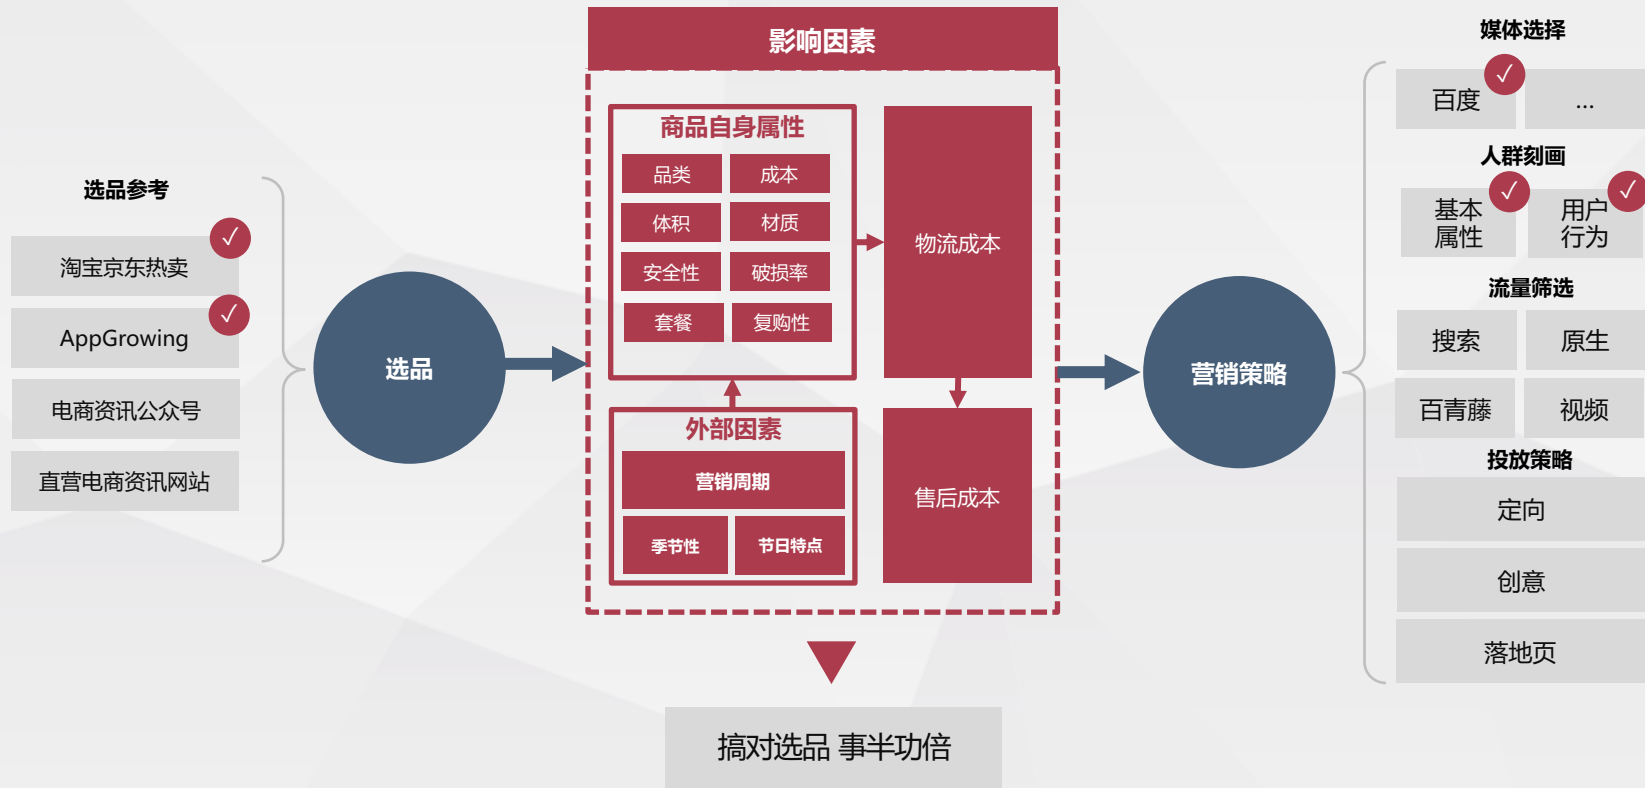 选品参考
淘宝京东热卖
AppGrowing
电商资讯公众号
直营电商资讯网站
选品
影响因素
商品自身属性
品类
成本
体积
材质
安全性
破损率
套餐
复购性
外部因素
营销周期
季节性
节日特点
物流成本
售后成本
搞对选品 事半功倍
营销策略
媒体选择
百度
...
人群刻画
基本
属性
用户
行为
流量筛选
搜索
原生
百青藤
视频
投放策略
定向
创意
落地页